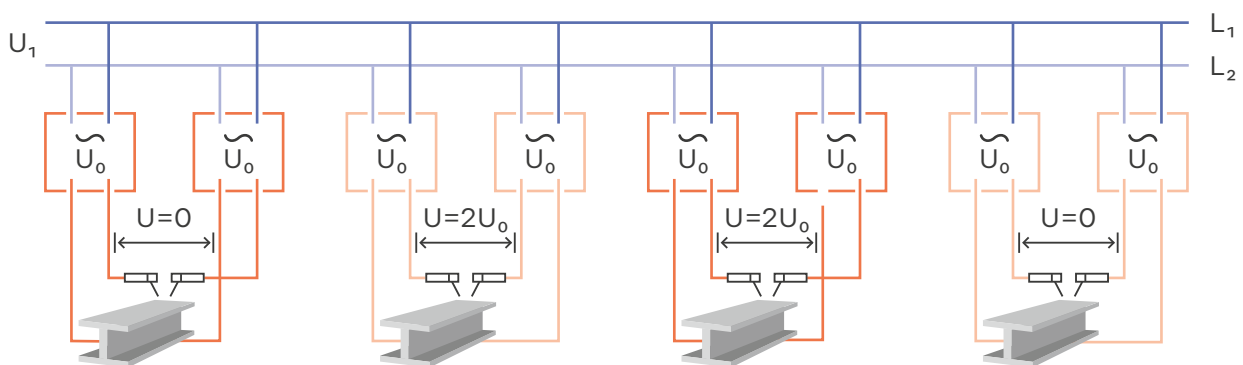 U₁ L₁
L₂
∼ ∼ ∼ ∼ ∼ ∼ ∼ ∼
U₀ U₀ U₀ U₀ U₀ U₀ U₀ U₀
U=0 U=2U₀ U=2U₀ U=0